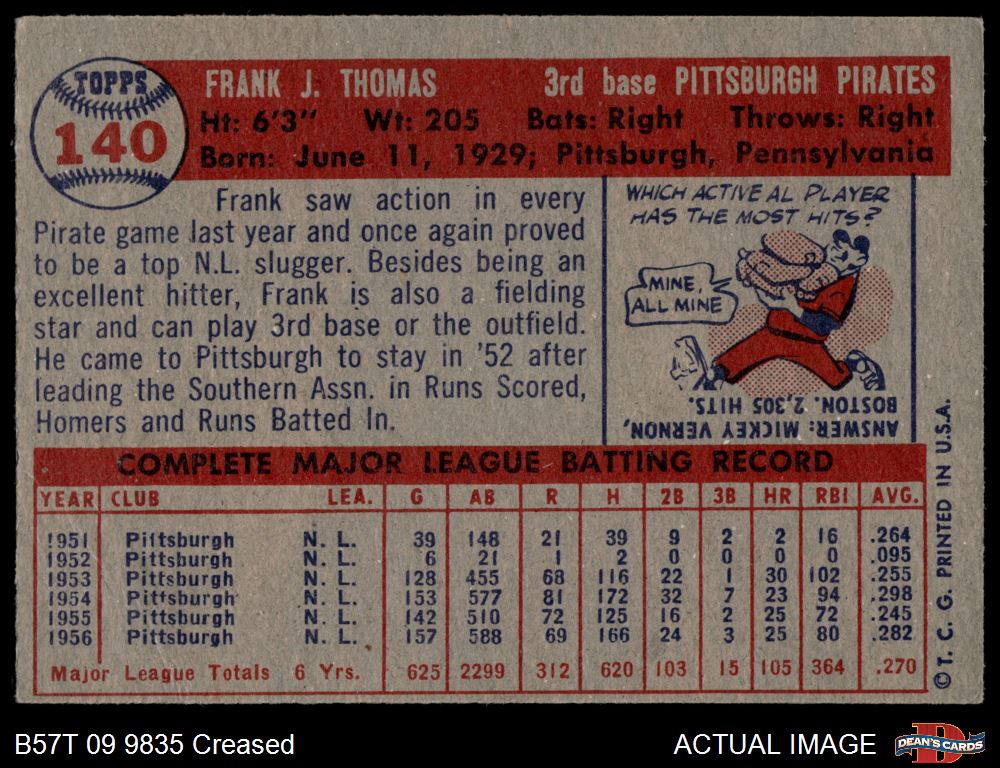 TOPPS
140
FRANK J. THOMAS 3rd base PITTSBURGH PIRATES
Ht: 6'3" Wt: 205 Bats: Right Throws: Right
Born: June 11, 1929; Pittsburgh, Pennsylvania
Frank saw action in every
Pirate game last year and once again proved
to be a top N.L. slugger. Besides being an
excellent hitter, Frank is also a fielding
star and can play 3rd base or the outfield.
He came to Pittsburgh to stay in '52 after
leading the Southern Assn. in Runs Scored,
Homers and Runs Batted In.
WHICH ACTIVE AL PLAYER
HAS THE MOST HITS?
MINE,
ALL MINE
ANSWER: MICKEY VERNON,
BOSTON. 2,305 HITS.
COMPLETE MAJOR LEAGUE BATTING RECORD
YEAR CLUB LEA. G AB R H 2B 3B HR RBI AVG.
1951 Pittsburgh N. L. 39 148 21 39 9 2 2 16 .264
1952 Pittsburgh N. L. 6 21 1 2 0 0 0 0 .095
1953 Pittsburgh N. L. 128 455 68 116 22 1 30 102 .255
1954 Pittsburgh N. L. 153 577 81 172 32 7 23 94 .298
1955 Pittsburgh N. L. 142 510 72 125 16 2 25 72 .245
1956 Pittsburgh N. L. 157 588 69 166 24 3 25 80 .282
Major League Totals 6 Yrs. 625 2299 312 620 103 15 105 364 .270
© T. C. G. PRINTED IN U.S.A.
B57T 09 9835 Creased
ACTUAL IMAGE
DEAN'S CARDS